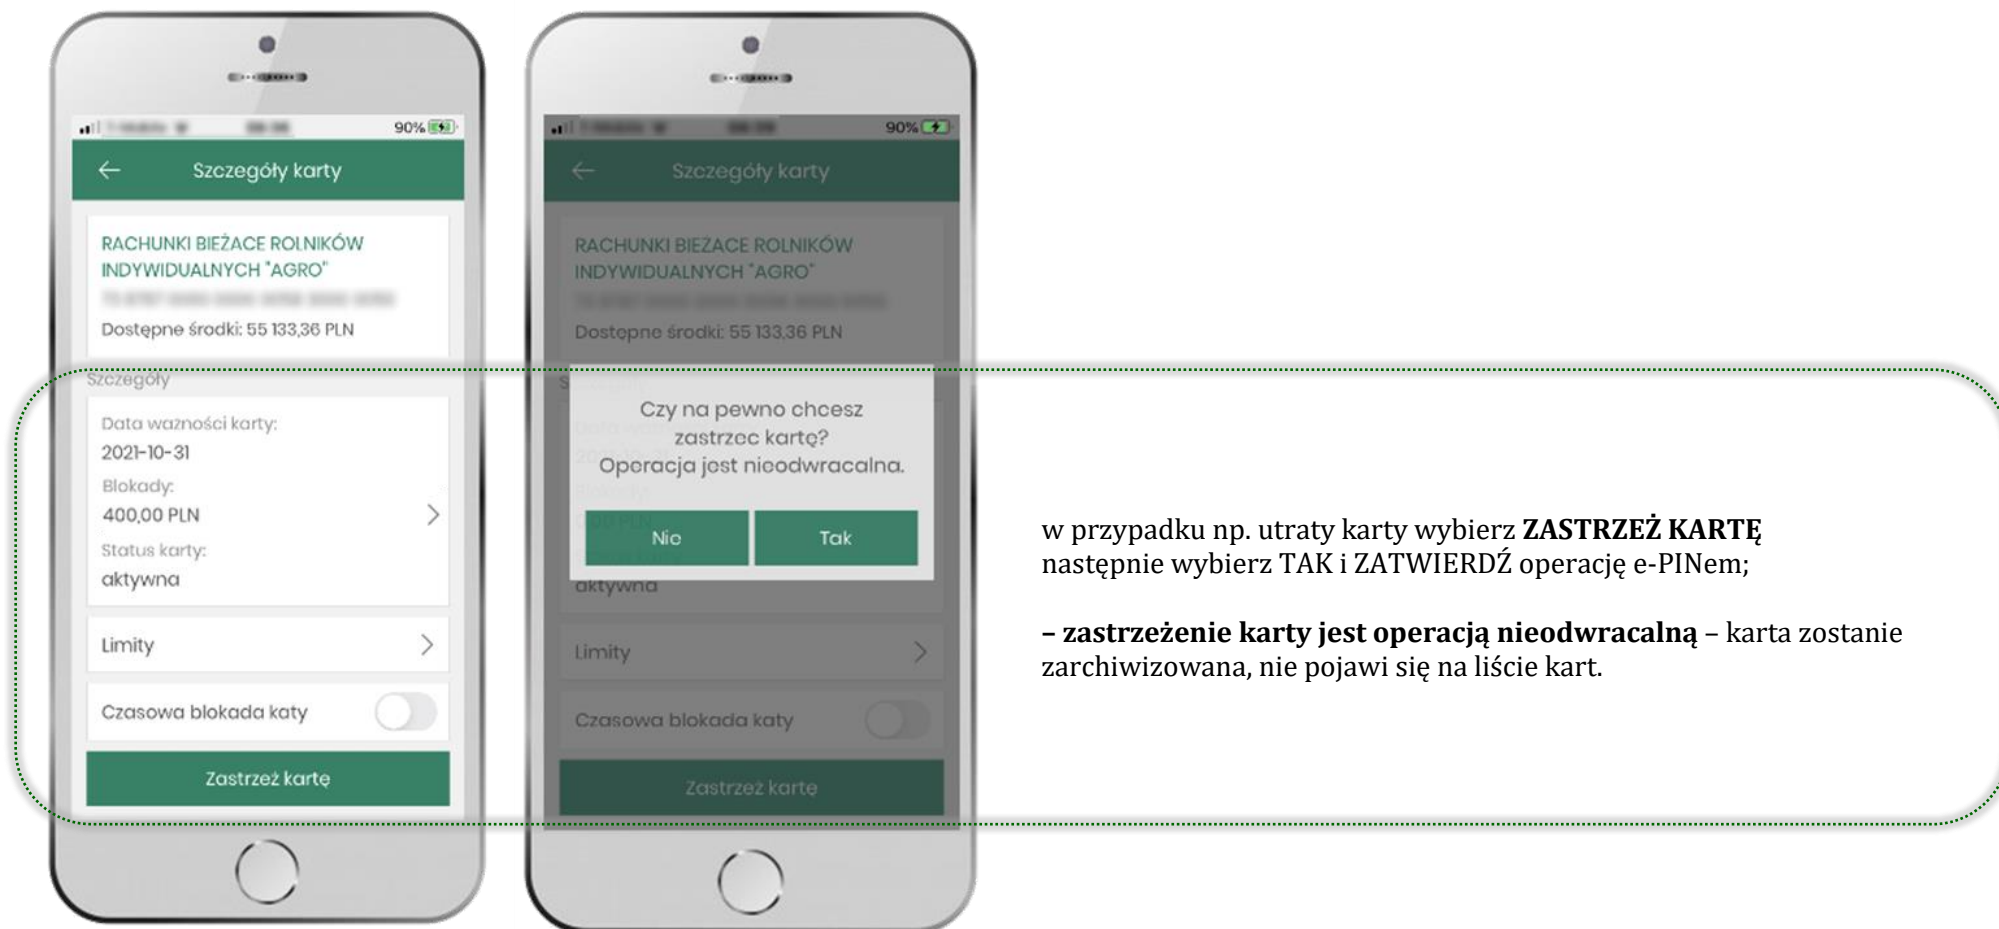 90%
Szczegóły karty
RACHUNKI BIEŻACE ROLNIKÓW
INDYWIDUALNYCH "AGRO"
Dostępne środki: 55 133,36 PLN
Szczegóły
Data ważności karty:
2021-10-31
Blokady:
400,00 PLN
Status karty:
aktywna
Limity
Czasowa blokada katy
Zastrzeż kartę
90%
Szczegóły karty
RACHUNKI BIEŻACE ROLNIKÓW
INDYWIDUALNYCH "AGRO"
Dostępne środki: 55 133,36 PLN
Czy na pewno chcesz
zastrzec kartę?
Operacja jest nieodwracalna.
Nie
Tak
aktywna
Limity
Czasowa blokada katy
Zastrzeż kartę
w przypadku np. utraty karty wybierz ZASTRZEŻ KARTĘ
następnie wybierz TAK i ZATWIERDŹ operację e-PINem;
– zastrzeżenie karty jest operacją nieodwracalną – karta zostanie
zarchiwizowana, nie pojawi się na liście kart.